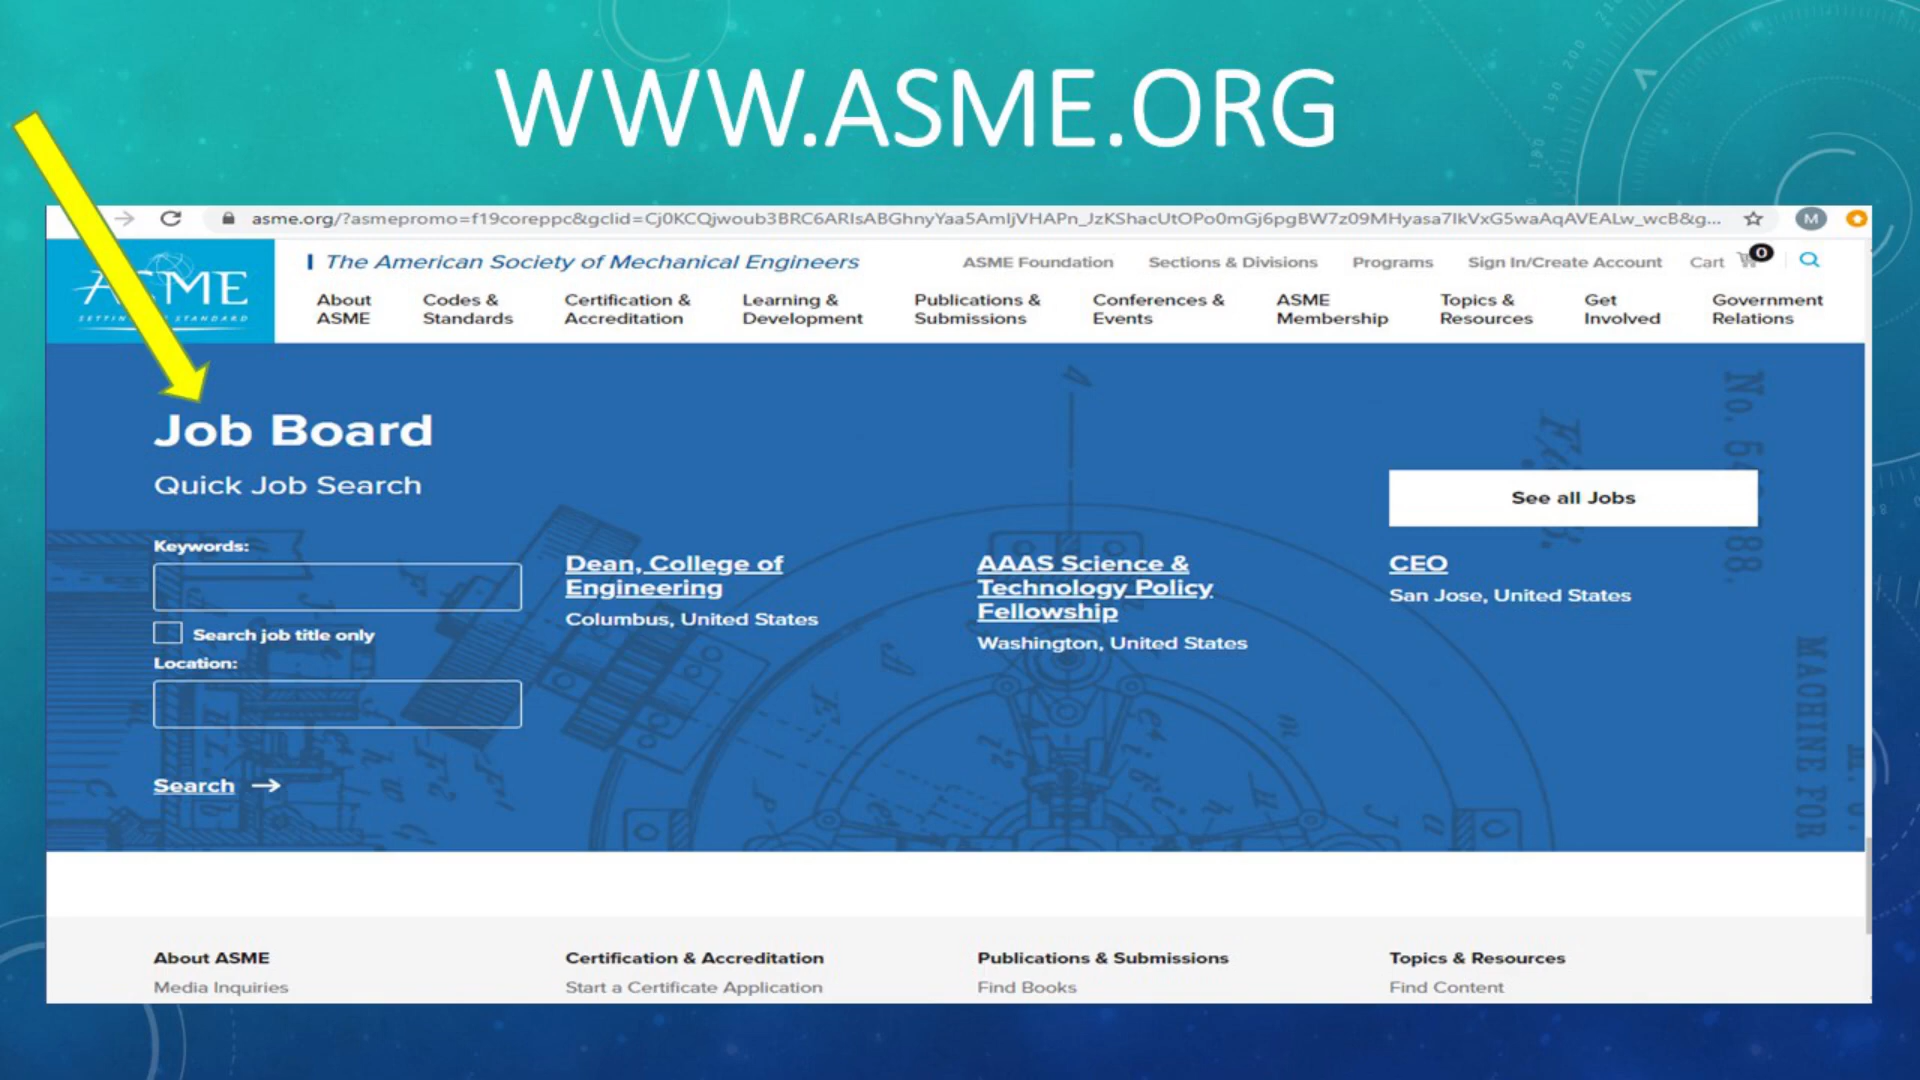 WWW.ASME.ORG
asme.org/?asmepromo=f19coreppc&gclid=Cj0KCQjwoub3BRC6ARIsABGhnyYaa5AmIjVHAPn_JzKShacUtOPo0mGj6pgBW7z09MHyasa7IkVxG5waAqAVEALw_wcB&g...
M
The American Society of Mechanical Engineers
ASME Foundation Sections & Divisions Programs Sign In/Create Account Cart 0
About ASME
Codes & Standards
Certification & Accreditation
Learning & Development
Publications & Submissions
Conferences & Events
ASME Membership
Topics & Resources
Get Involved
Government Relations
Job Board
Quick Job Search
See all Jobs
Keywords:
Search job title only
Location:
Search
Dean, College of
Engineering
Columbus, United States
AAAS Science &
Technology Policy
Fellowship
Washington, United States
CEO
San Jose, United States
MACHINE FOR
About ASME
Media Inquiries
Certification & Accreditation
Start a Certificate Application
Publications & Submissions
Find Books
Topics & Resources
Find Content